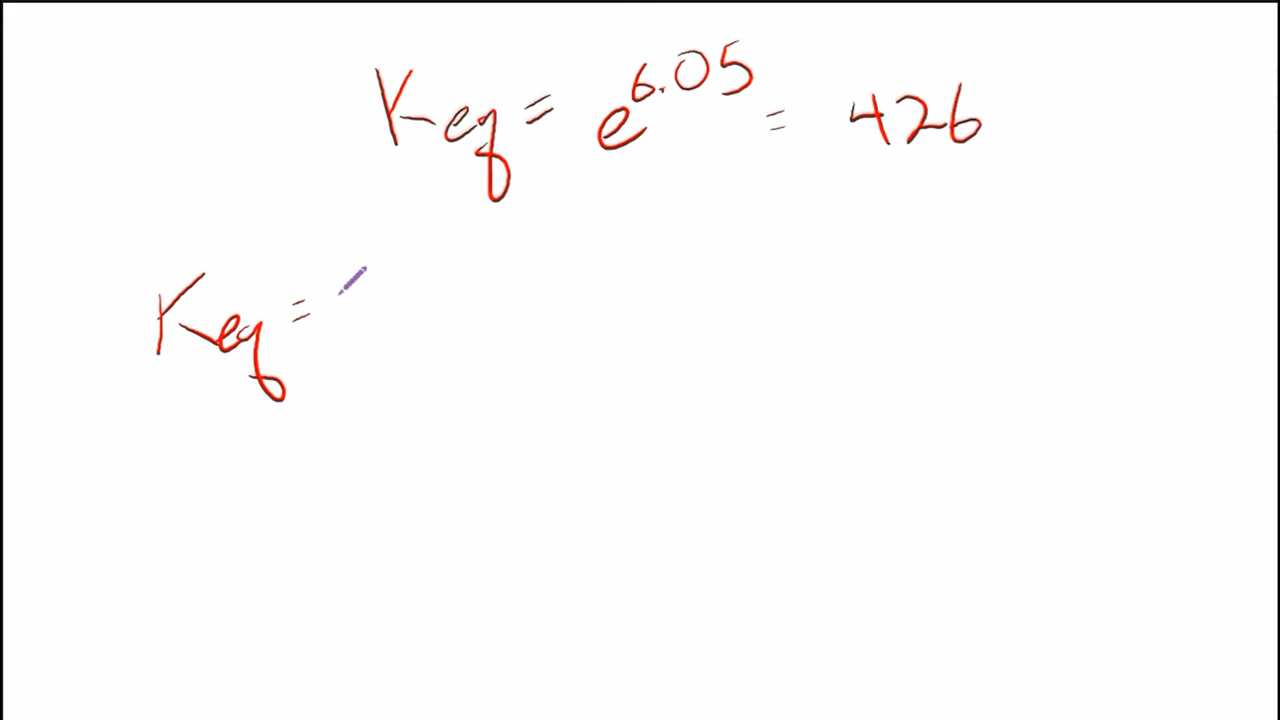 Keq = e^6.05 = 426
Keq =